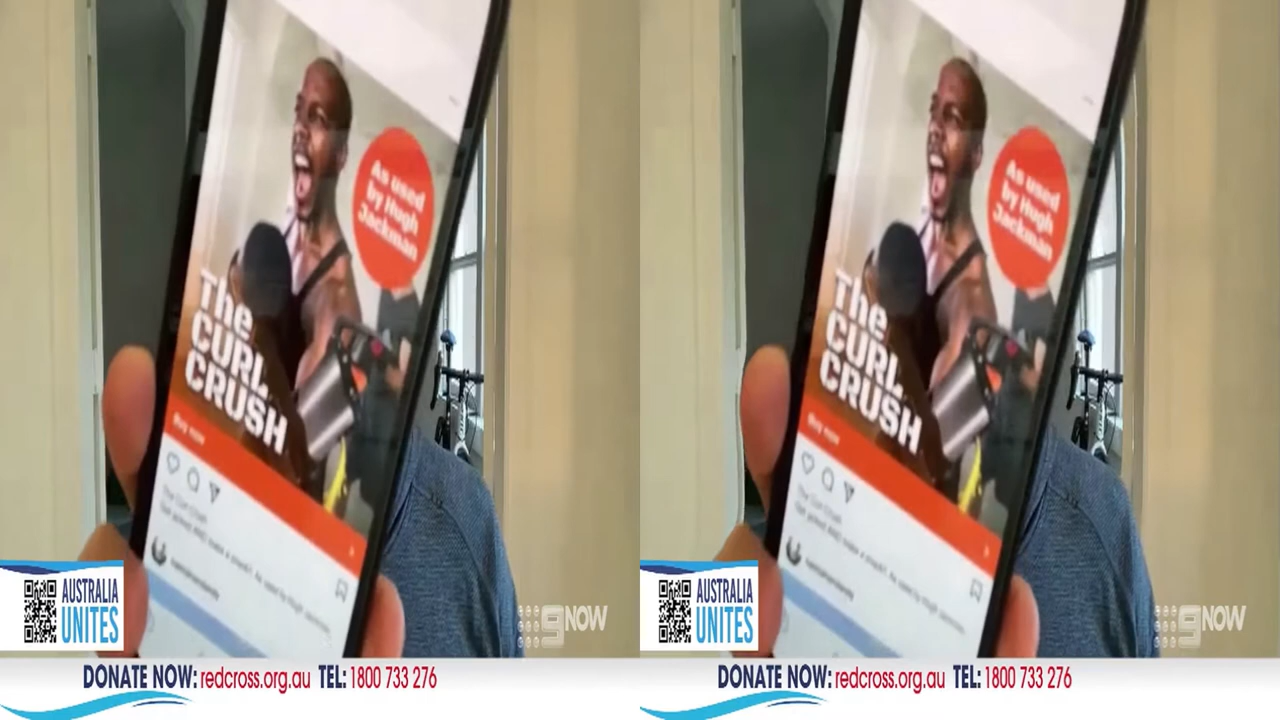 As used
by Hugh
Jackman
The
CURL
CRUSH
Buy now
The Curl Crush
AUSTRALIA
UNITES
9NOW
DONATE NOW: redcross.org.au TEL: 1800 733 276
As used
by Hugh
Jackman
The
CURL
CRUSH
Buy now
The Curl Crush
AUSTRALIA
UNITES
9NOW
DONATE NOW: redcross.org.au TEL: 1800 733 276